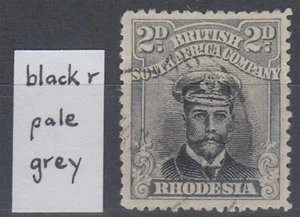 black r
pale
grey
2D BRITISH 2D
SOUTH AFRICA COMPANY
RHODESIA